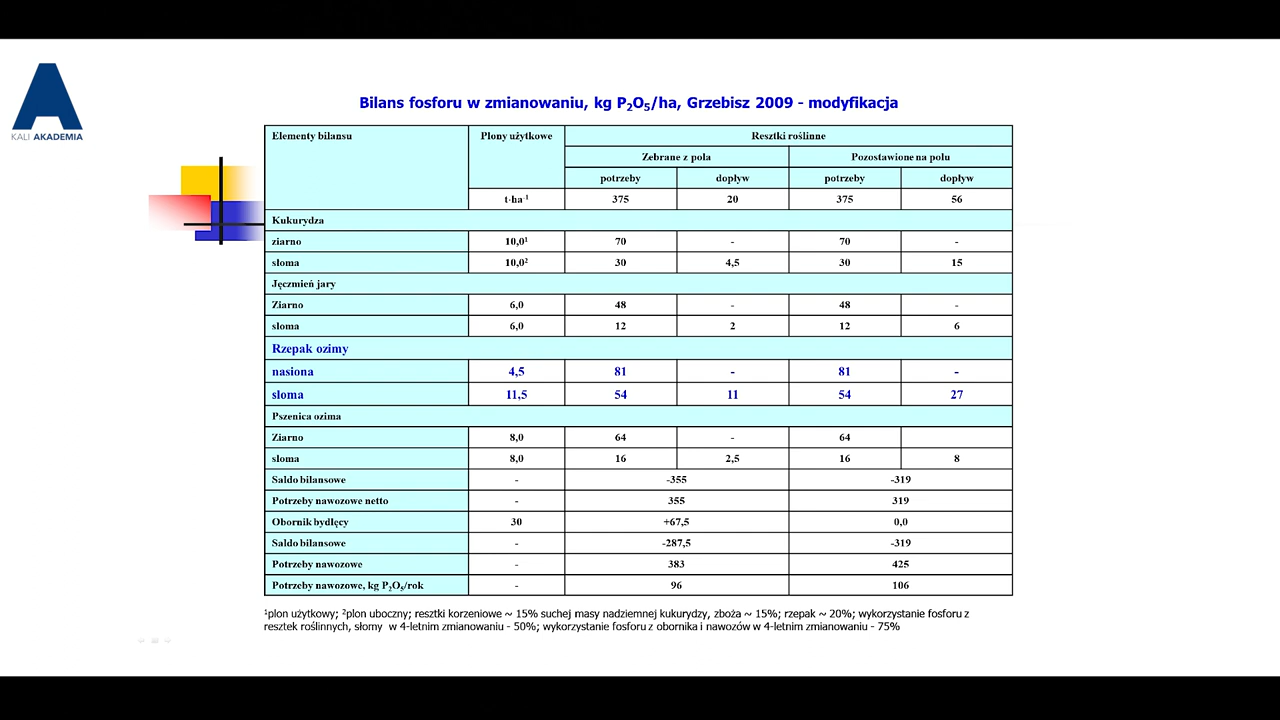 KALI AKADEMIA
Bilans fosforu w zmianowaniu, kg P₂O₅/ha, Grzebisz 2009 - modyfikacja
Elementy bilansu Plony użytkowe Resztki roślinne
Zebrane z pola Pozostawione na polu
potrzeby dopływ potrzeby dopływ
t·ha⁻¹ 375 20 375 56
Kukurydza
ziarno 10,0¹ 70 - 70 -
słoma 10,0² 30 4,5 30 15
Jęczmień jary
Ziarno 6,0 48 - 48 -
słoma 6,0 12 2 12 6
Rzepak ozimy
nasiona 4,5 81 - 81 -
słoma 11,5 54 11 54 27
Pszenica ozima
Ziarno 8,0 64 - 64
słoma 8,0 16 2,5 16 8
Saldo bilansowe - -355 -319
Potrzeby nawozowe netto - 355 319
Obornik bydlęcy 30 +67,5 0,0
Saldo bilansowe - -287,5 -319
Potrzeby nawozowe - 383 425
Potrzeby nawozowe, kg P₂O₅/rok - 96 106
¹plon użytkowy; ²plon uboczny; resztki korzeniowe ~ 15% suchej masy nadziemnej kukurydzy, zboża ~ 15%; rzepak ~ 20%; wykorzystanie fosforu z
resztek roślinnych, słomy w 4-letnim zmianowaniu - 50%; wykorzystanie fosforu z obornika i nawozów w 4-letnim zmianowaniu - 75%